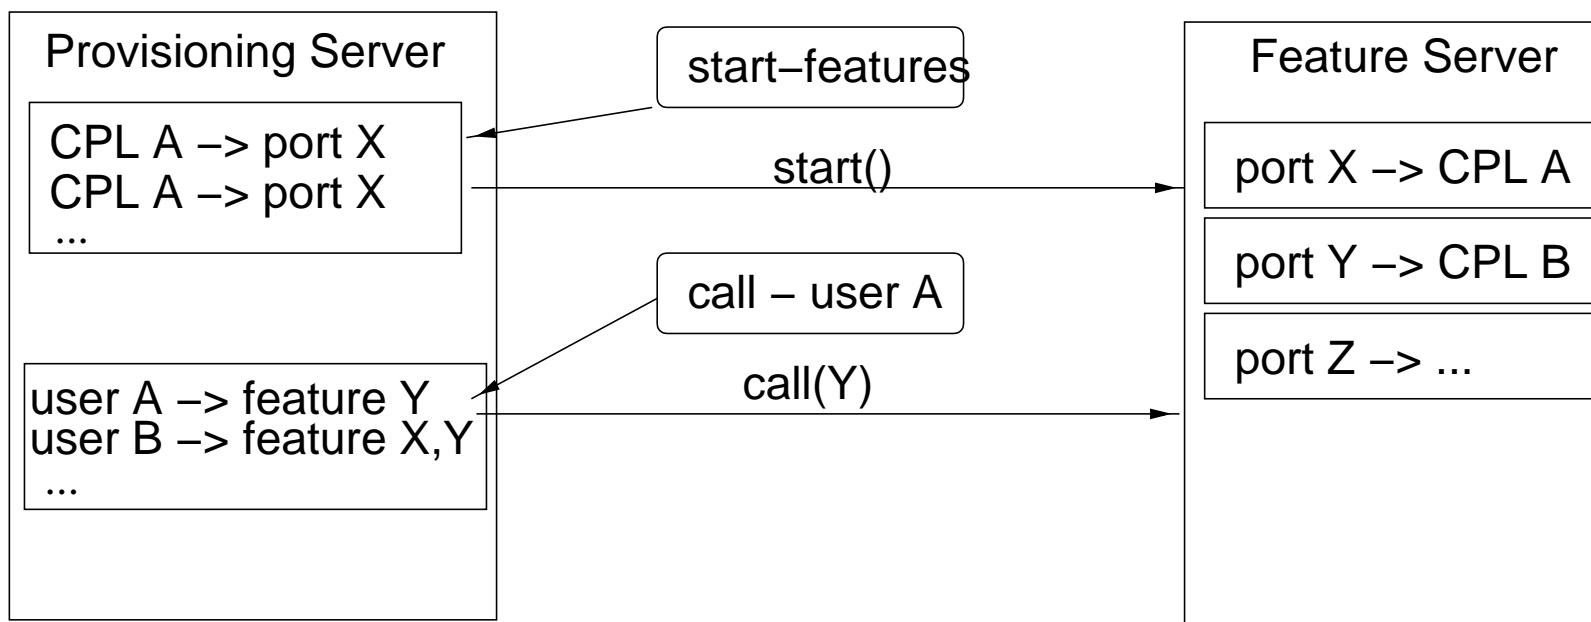 Provisioning Server
CPL A –> port X
CPL A –> port X
...
user A –> feature Y
user B –> feature X,Y
...
start–features
start()
call – user A
call(Y)
Feature Server
port X –> CPL A
port Y –> CPL B
port Z –> ...